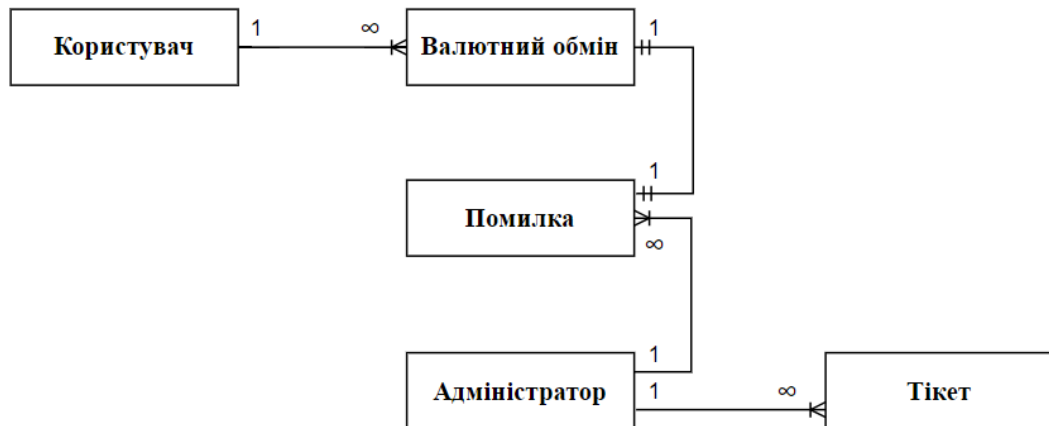 Користувач
1
∞
Валютний обмін
1
1
Помилка
∞
1
Адміністратор
1
∞
Тікет